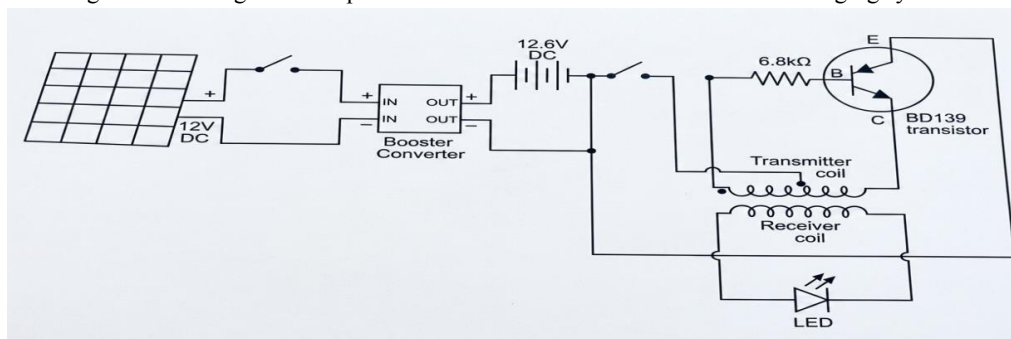 12V
DC
+
+
IN
OUT
+
−
IN
OUT
−
Booster
Converter
12.6V
DC
6.8kΩ
B
E
C
BD139
transistor
Transmitter
coil
Receiver
coil
LED